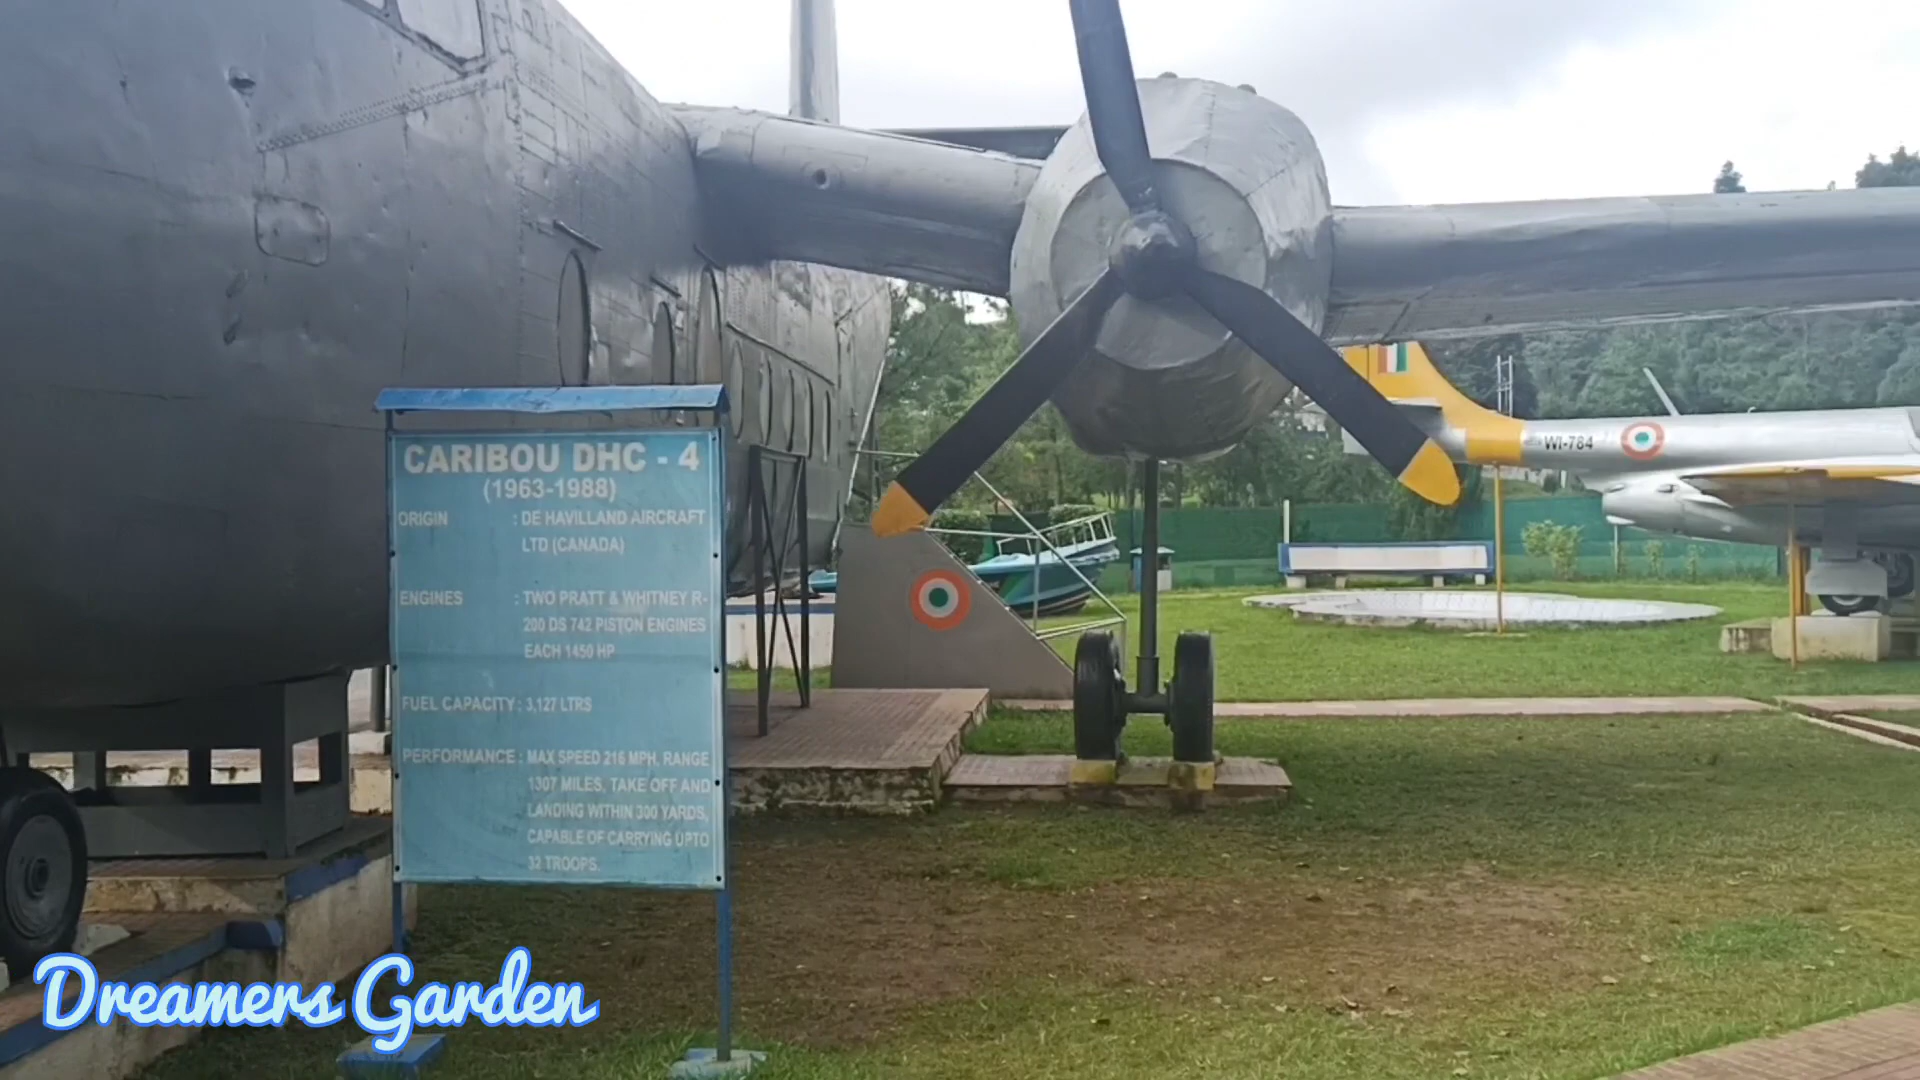 CARIBOU DHC - 4
(1963-1988)
ORIGIN : DE HAVILLAND AIRCRAFT
LTD (CANADA)
ENGINES : TWO PRATT & WHITNEY R-
200 DS 742 PISTON ENGINES
EACH 1450 HP
FUEL CAPACITY : 3,127 LTRS
PERFORMANCE : MAX SPEED 216 MPH, RANGE
1307 MILES, TAKE OFF AND
LANDING WITHIN 300 YARDS,
CAPABLE OF CARRYING UPTO
32 TROOPS.
WI-784
Dreamers Garden